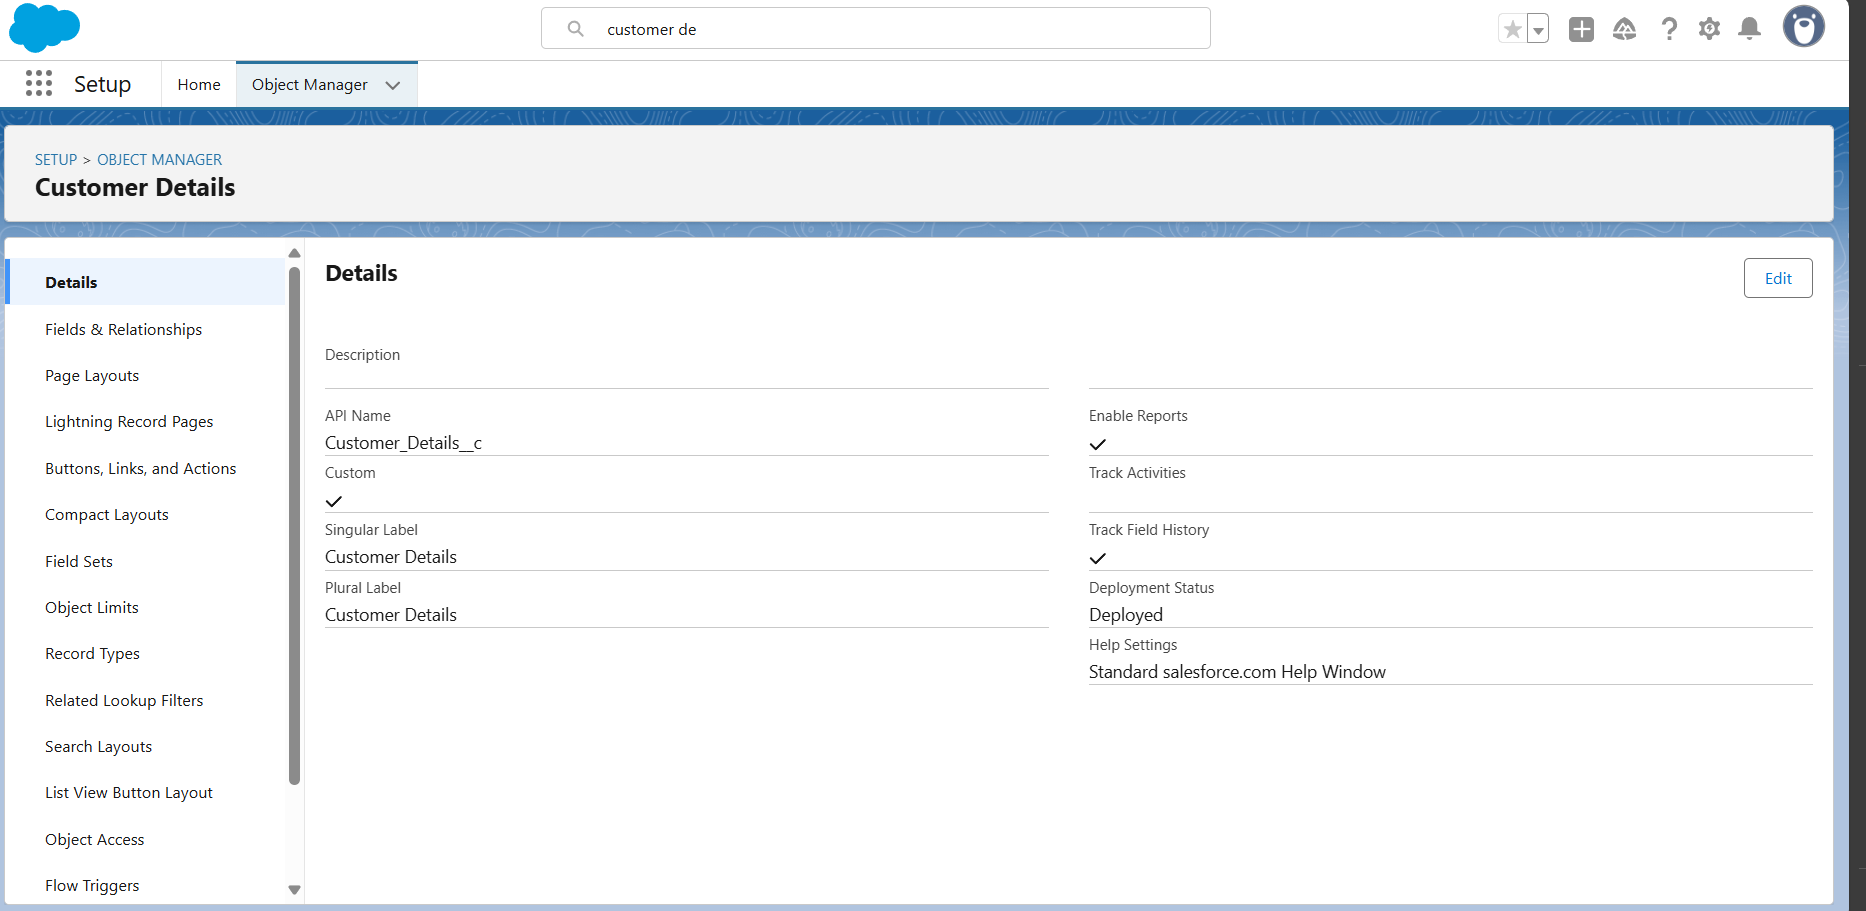 customer de
Setup
Home
Object Manager
SETUP > OBJECT MANAGER
Customer Details
Details
Fields & Relationships
Page Layouts
Lightning Record Pages
Buttons, Links, and Actions
Compact Layouts
Field Sets
Object Limits
Record Types
Related Lookup Filters
Search Layouts
List View Button Layout
Object Access
Flow Triggers
Details
Edit
Description
API Name
Customer_Details__c
Custom
Singular Label
Customer Details
Plural Label
Customer Details
Enable Reports
Track Activities
Track Field History
Deployment Status
Deployed
Help Settings
Standard salesforce.com Help Window